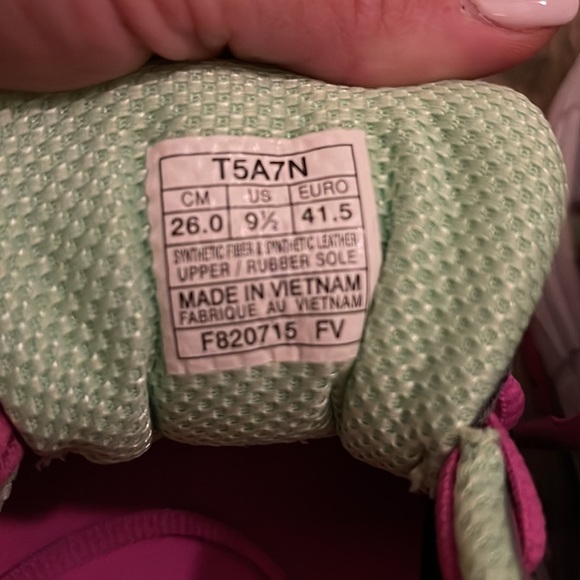 T5A7N
CM US EURO
26.0 9½ 41.5
SYNTHETIC FIBER & SYNTHETIC LEATHER
UPPER / RUBBER SOLE
MADE IN VIETNAM
FABRIQUE AU VIETNAM
F820715 FV